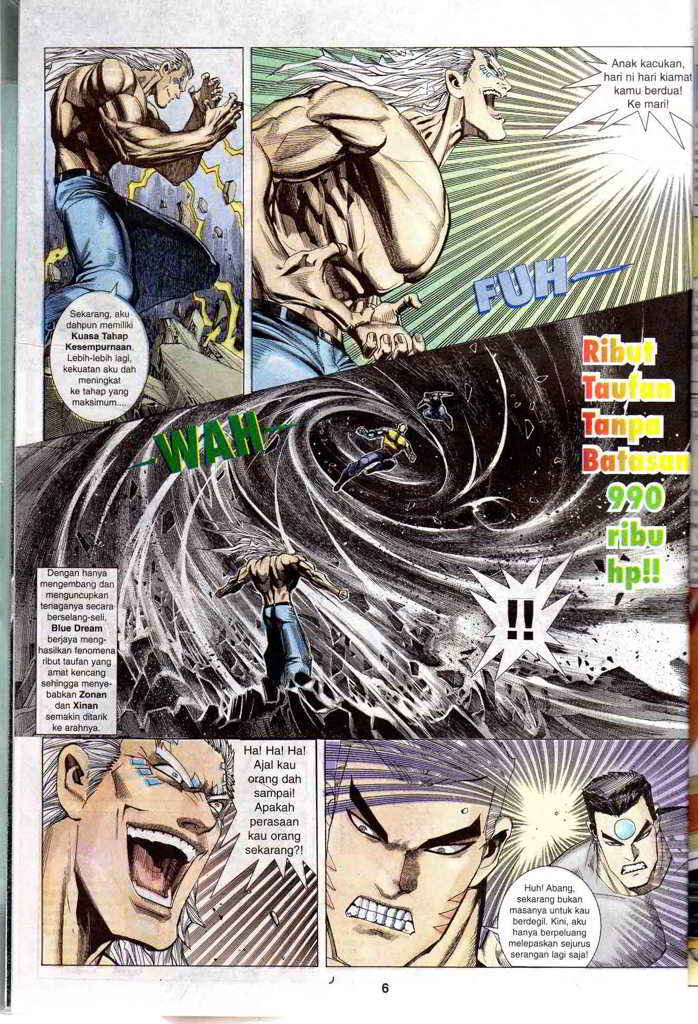 Sekarang, aku
dahpun memiliki
Kuasa Tahap
Kesempurnaan.
Lebih-lebih lagi,
kekuatan aku dah
meningkat
ke tahap yang
maksimum....
Anak kacukan,
hari ni hari kiamat
kamu berdua!
Ke mari!
FUH
WAH
Ribut
Taufan
Tanpa
Batasan
990
ribu
hp!!
Dengan hanya
mengembang dan
menguncupkan
tenaganya secara
berselang-seli,
Blue Dream
berjaya meng-
hasilkan fenomena
ribut taufan yang
amat kencang
sehingga menye-
babkan Zonan
dan Xinan
semakin ditarik
ke arahnya.
!!
Ha! Ha! Ha!
Ajal kau
orang dah
sampai!
Apakah
perasaan
kau orang
sekarang?!
Huh! Abang,
sekarang bukan
masanya untuk kau
berdegil. Kini, aku
hanya berpeluang
melepaskan sejurus
serangan lagi saja!
6